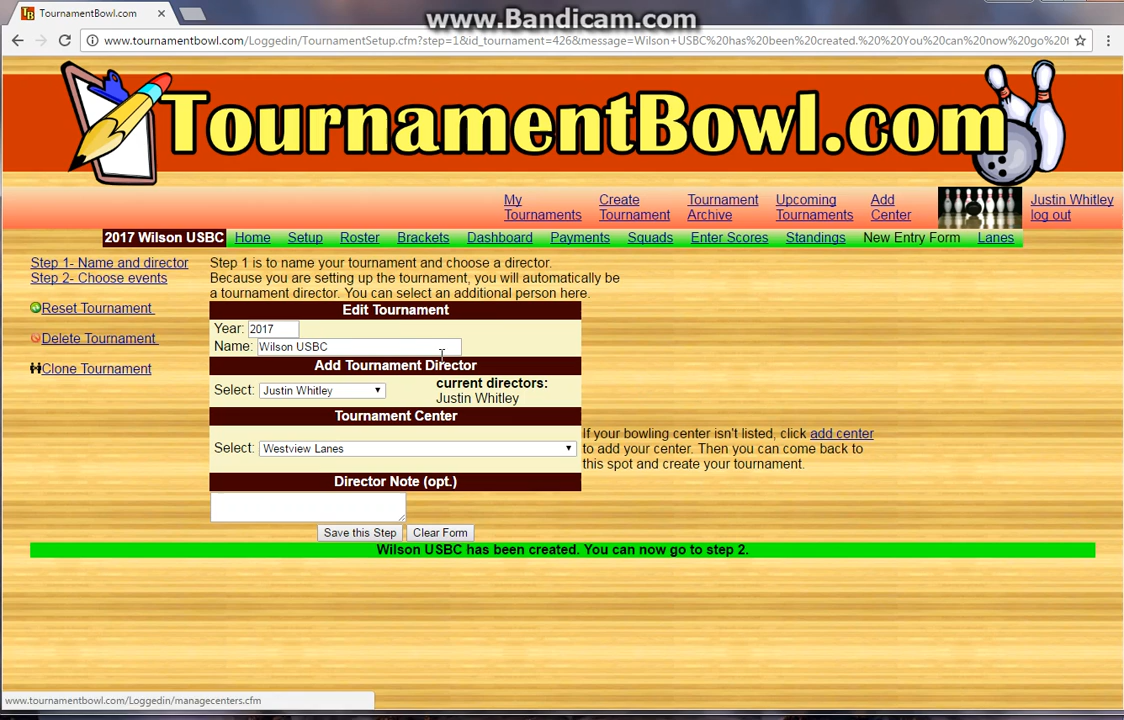 www.Bandicam.com
TB TournamentBowl.com
www.tournamentbowl.com/Loggedin/TournamentSetup.cfm?step=1&id_tournament=426&message=Wilson+USBC%20has%20been%20created.%20%20You%20can%20now%20go%20t
TournamentBowl.com
My Tournaments
Create Tournament
Tournament Archive
Upcoming Tournaments
Add Center
Justin Whitley
log out
2017 Wilson USBC Home Setup Roster Brackets Dashboard Payments Squads Enter Scores Standings New Entry Form Lanes
Step 1- Name and director
Step 2- Choose events
Reset Tournament
Delete Tournament
Clone Tournament
Step 1 is to name your tournament and choose a director.
Because you are setting up the tournament, you will automatically be
a tournament director. You can select an additional person here.
Edit Tournament
Year: 2017
Name: Wilson USBC
Add Tournament Director
Select: Justin Whitley
current directors:
Justin Whitley
Tournament Center
Select: Westview Lanes
If your bowling center isn't listed, click add center
to add your center. Then you can come back to
this spot and create your tournament.
Director Note (opt.)
Save this Step Clear Form
Wilson USBC has been created. You can now go to step 2.
www.tournamentbowl.com/Loggedin/managecenters.cfm